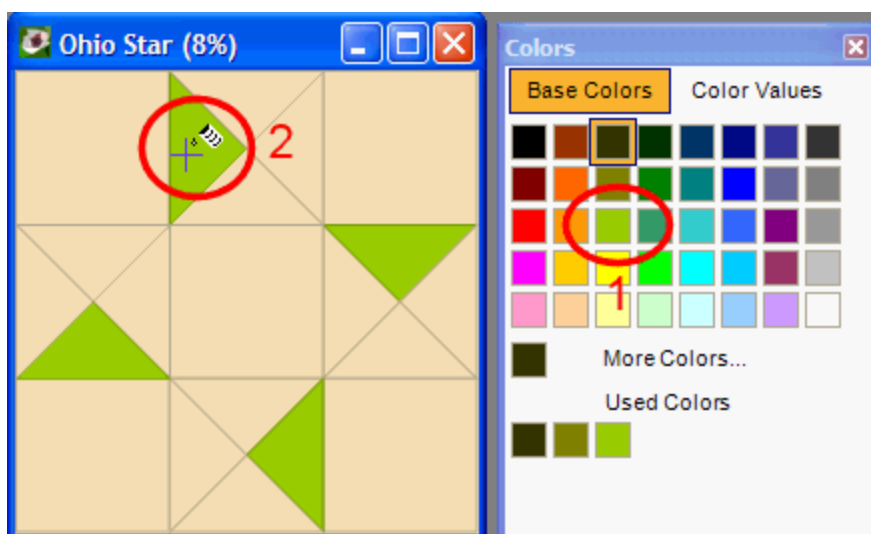 Ohio Star (8%)
2
Colors
Base Colors
Color Values
1
More Colors...
Used Colors